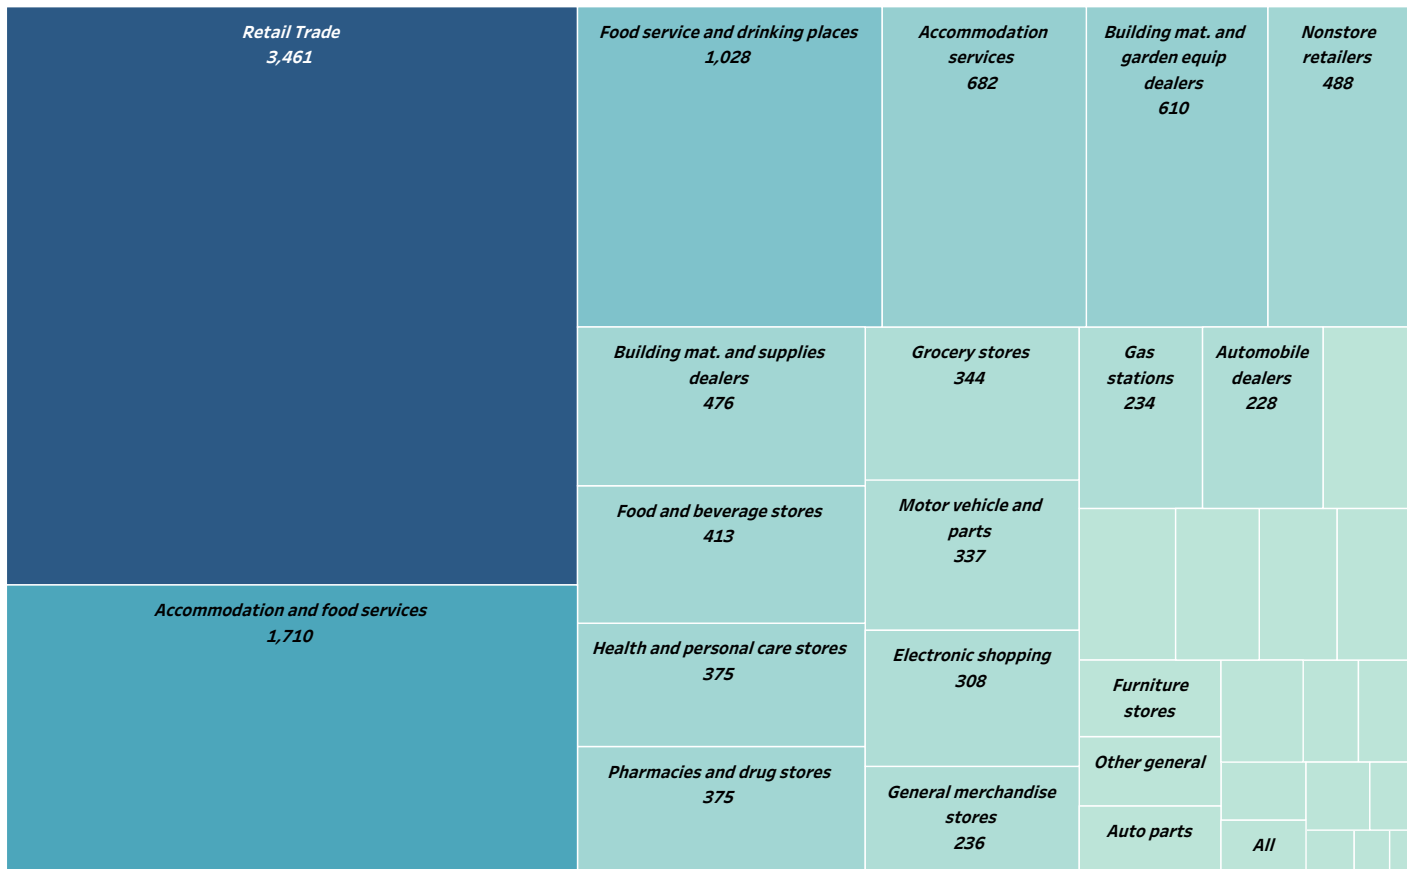 Retail Trade
3,461
Food service and drinking places
1,028
Accommodation
services
682
Building mat. and
garden equip
dealers
610
Nonstore
retailers
488
Building mat. and supplies
dealers
476
Grocery stores
344
Gas
stations
234
Automobile
dealers
228
Food and beverage stores
413
Motor vehicle and
parts
337
Accommodation and food services
1,710
Health and personal care stores
375
Electronic shopping
308
Furniture
stores
Other general
Pharmacies and drug stores
375
General merchandise
stores
236
Auto parts
All